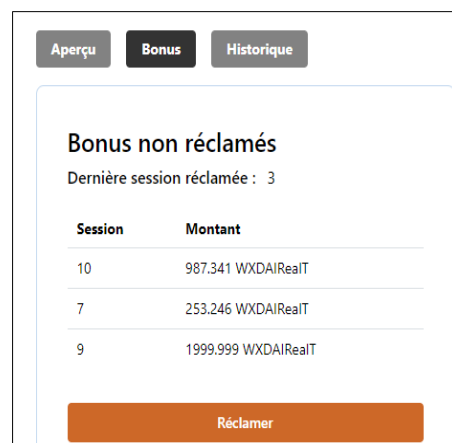 Aperçu Bonus Historique
Bonus non réclamés
Dernière session réclamée : 3
Session Montant
10 987.341 WXDAIRealT
7 253.246 WXDAIRealT
9 1999.999 WXDAIRealT
Réclamer